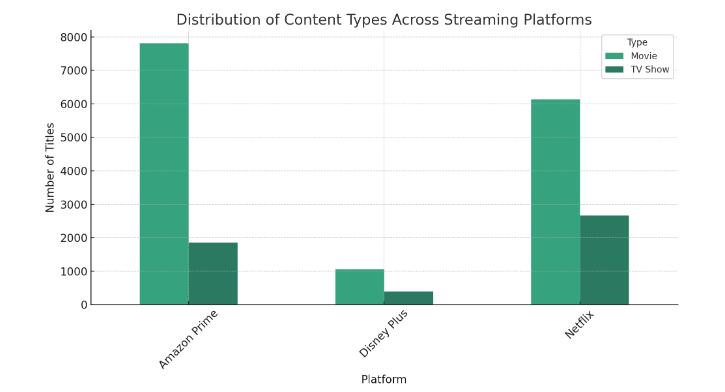 Distribution of Content Types Across Streaming Platforms
Type
Movie
TV Show
Number of Titles
8000
7000
6000
5000
4000
3000
2000
1000
0
Amazon Prime
Disney Plus
Netflix
Platform